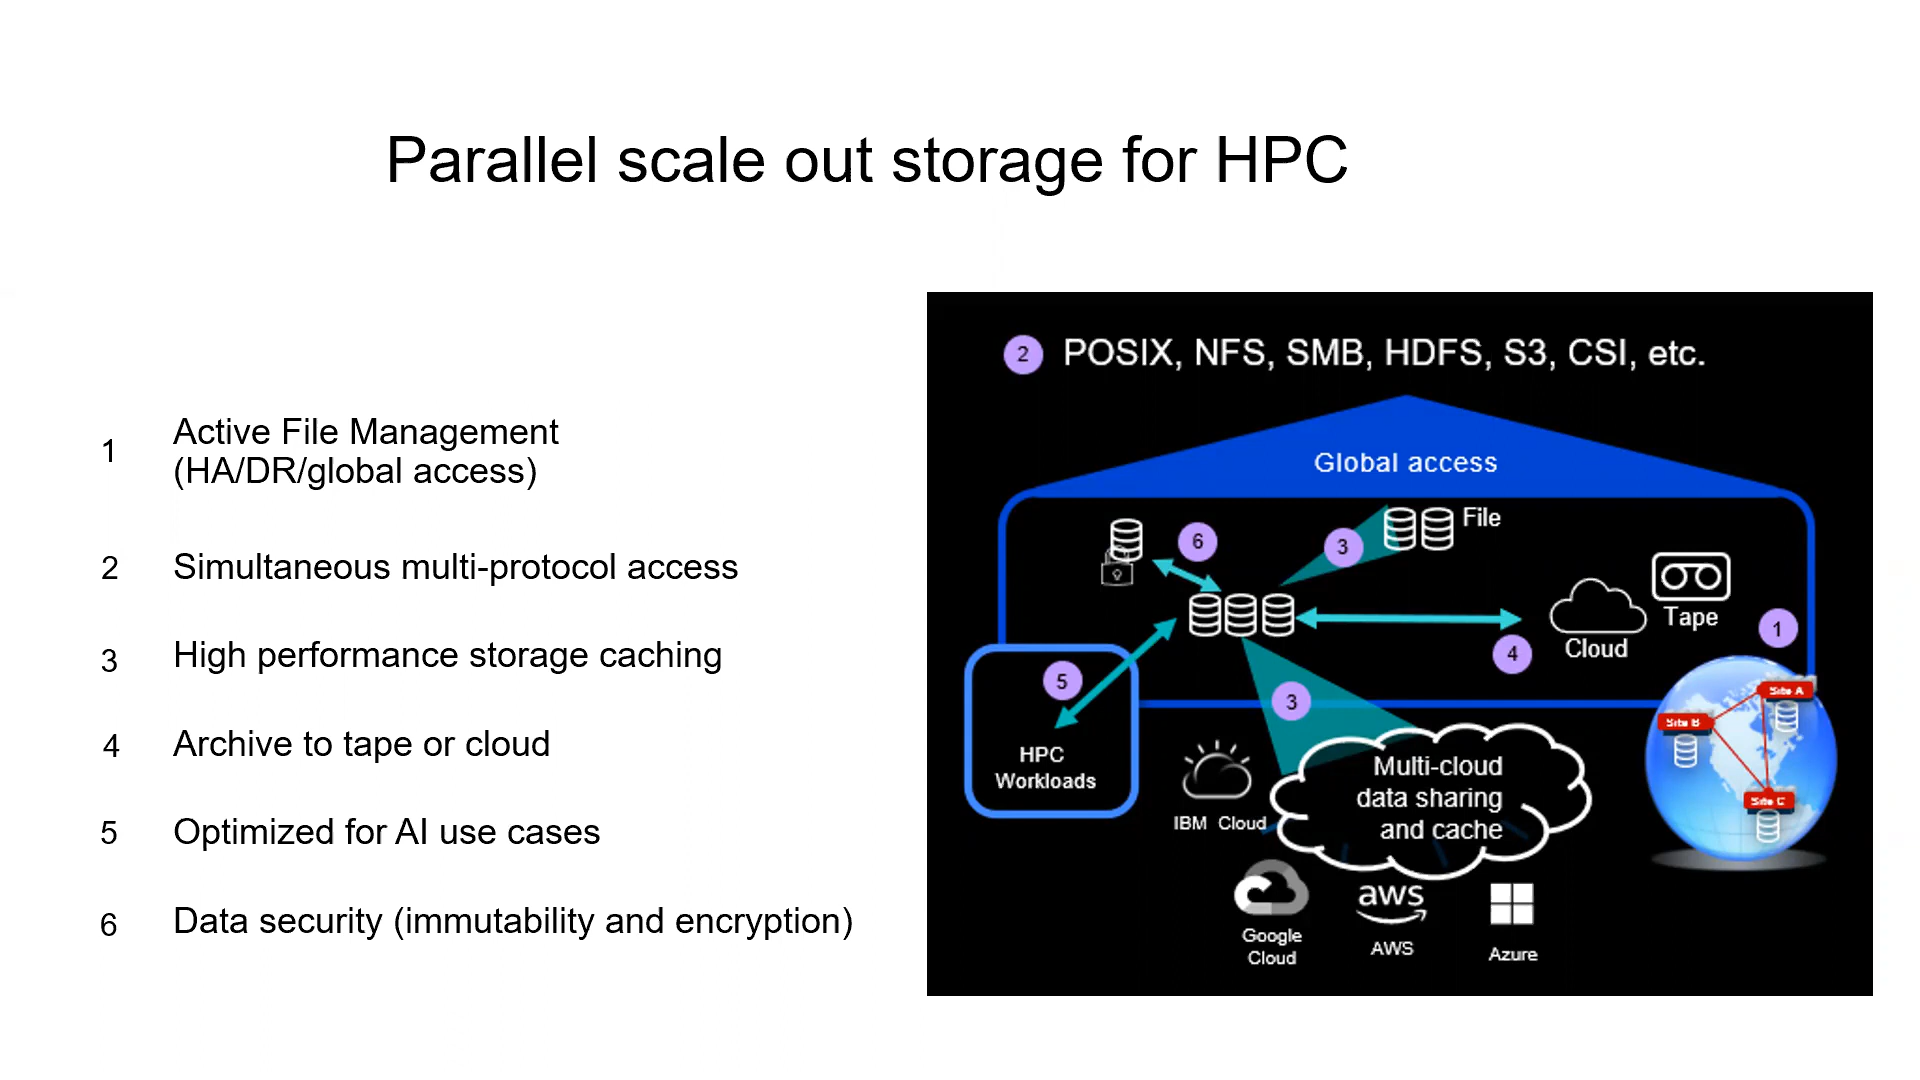 Parallel scale out storage for HPC
1
Active File Management
(HA/DR/global access)
2
Simultaneous multi-protocol access
3
High performance storage caching
4
Archive to tape or cloud
5
Optimized for AI use cases
6
Data security (immutability and encryption)
2
POSIX, NFS, SMB, HDFS, S3, CSI, etc.
Global access
6
3
File
Tape
Cloud
1
4
5
3
HPC
Workloads
Site A
Site B
Site C
Multi-cloud
data sharing
and cache
IBM Cloud
Google
Cloud
aws
AWS
Azure